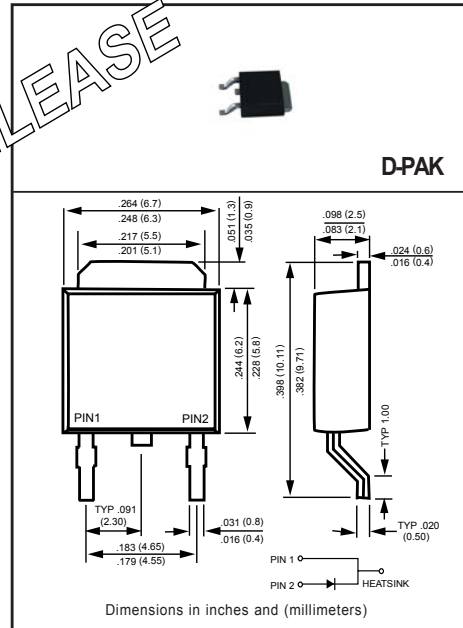 LEASE
D-PAK
.264 (6.7)
.248 (6.3)
.217 (5.5)
.201 (5.1)
.051 (1.3)
.035 (0.9)
.098 (2.5)
.083 (2.1)
.024 (0.6)
.016 (0.4)
.244 (6.2)
.228 (5.8)
.398 (10.11)
.382 (9.71)
PIN1 PIN2
TYP 1.00
TYP .091
(2.30)
.031 (0.8)
.016 (0.4)
.183 (4.65)
.179 (4.55)
TYP .020
(0.50)
PIN 1
PIN 2
HEATSINK
Dimensions in inches and (millimeters)